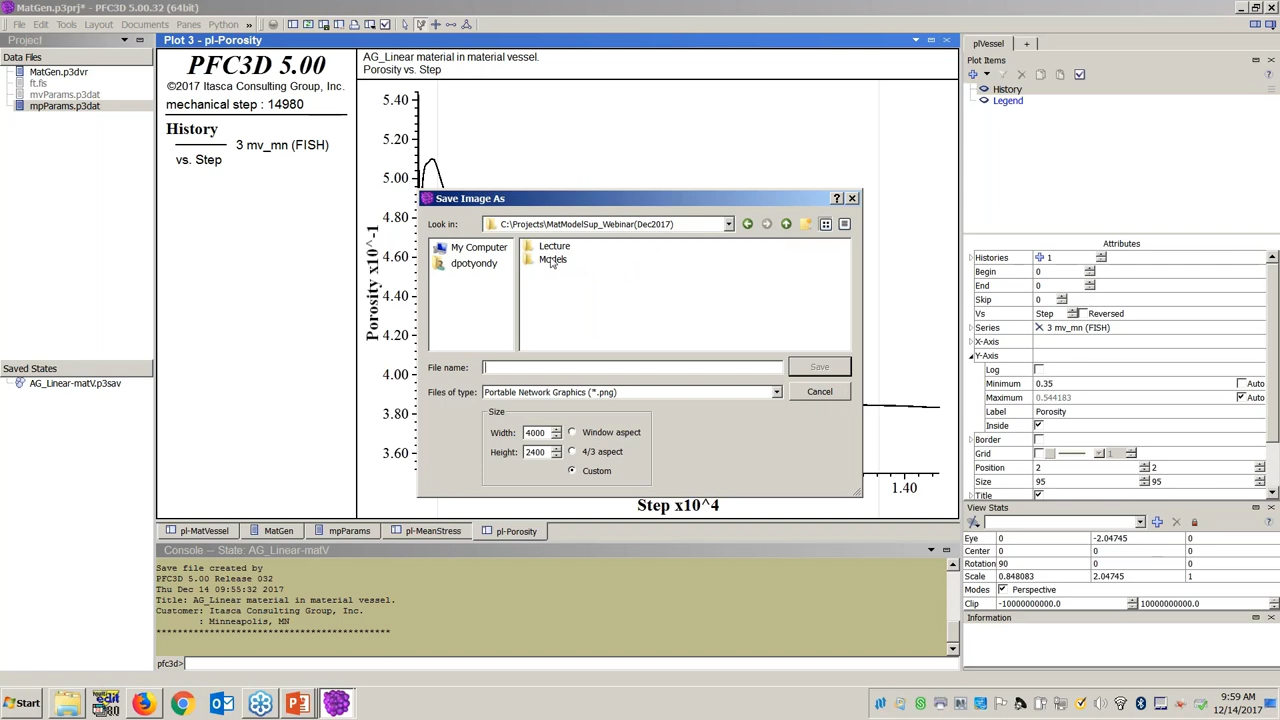 MatGen.p3prj* - PFC3D 5.00.32 (64bit)
File Edit Tools Layout Documents Panes Python »
Project
Data Files
MatGen.p3dvr
ft.fis
mvParams.p3dat
mpParams.p3dat
Saved States
AG_Linear-matV.p3sav
Plot 3 - pl-Porosity
PFC3D 5.00
©2017 Itasca Consulting Group, Inc.
mechanical step : 14980
History
3 mv_mn (FISH)
vs. Step
AG_Linear material in material vessel.
Porosity vs. Step
5.40
5.20
5.00
4.80
4.60
4.40
4.20
4.00
3.80
3.60
Porosity x10^-1
1.40
Step x10^4
Save Image As
Look in: C:\Projects\MatModelSup_Webinar(Dec2017)
My Computer
dpotyondy
Lecture
Models
File name:
Save
Files of type: Portable Network Graphics (*.png)
Cancel
Size
Width: 4000
Window aspect
Height: 2400
4/3 aspect
Custom
pl-MatVessel MatGen mpParams pl-MeanStress pl-Porosity
Console -- State: AG_Linear-matV
Save file created by
PFC3D 5.00 Release 032
Thu Dec 14 09:55:32 2017
Title: AG_Linear material in material vessel.
Customer: Itasca Consulting Group, Inc.
: Minneapolis, MN
******************************************
pfc3d>
plVessel
Plot Items
History
Legend
Attributes
Histories 1
Begin 0
End 0
Skip 0
Vs Step Reversed
Series 3 mv_mn (FISH)
X-Axis
Y-Axis
Log
Minimum 0.35 Auto
Maximum 0.544183 Auto
Label Porosity
Inside
Border
Grid 1
Position 2 2
Size 95 95
Title
View Stats
Eye 0 -2.04745 0
Center 0 0 0
Rotation 90 0 0
Scale 0.848083 2.04745 1
Modes Perspective
Clip -10000000000.0 10000000000.0
Information
Start
9:59 AM
12/14/2017